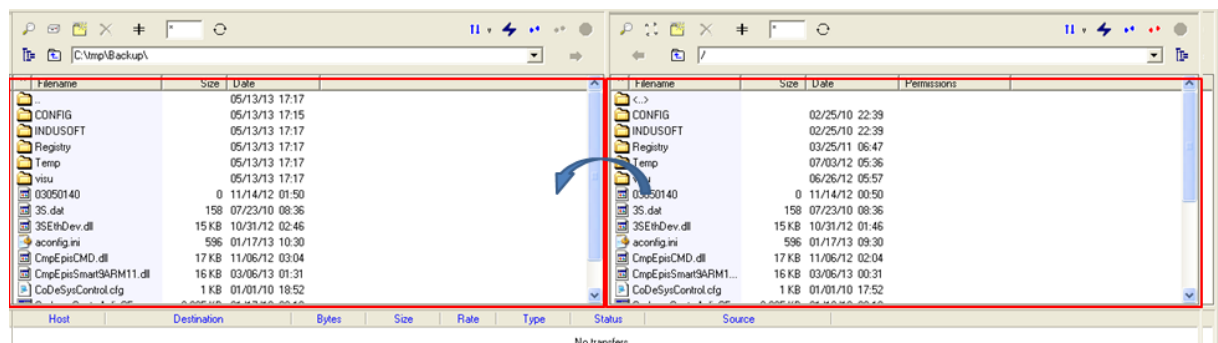 C:\tmp\Backup\
Filename Size Date
.. 05/13/13 17:17
CONFIG 05/13/13 17:15
INDUSOFT 05/13/13 17:17
Registry 05/13/13 17:17
Temp 05/13/13 17:17
visu 05/13/13 17:17
03050140 0 11/14/12 01:50
3S.dat 158 07/23/10 08:36
3SEthDev.dll 15 KB 10/31/12 02:46
aconfig.ini 596 01/17/13 10:30
CmpEpisCMD.dll 17 KB 11/06/12 03:04
CmpEpisSmart9ARM11.dll 16 KB 03/06/13 01:31
CoDeSysControl.cfg 1 KB 01/01/10 18:52
/
Filename Size Date Permissions
<..>
CONFIG 02/25/10 22:39
INDUSOFT 02/25/10 22:39
Registry 03/25/11 06:47
Temp 07/03/12 05:36
06/26/12 05:57
03050140 0 11/14/12 00:50
3S.dat 158 07/23/10 08:36
3SEthDev.dll 15 KB 10/31/12 01:46
aconfig.ini 596 01/17/13 09:30
CmpEpisCMD.dll 17 KB 11/06/12 02:04
CmpEpisSmart9ARM1... 16 KB 03/06/13 00:31
CoDeSysControl.cfg 1 KB 01/01/10 17:52
Host Destination Bytes Size Rate Type Status Source
No transfers